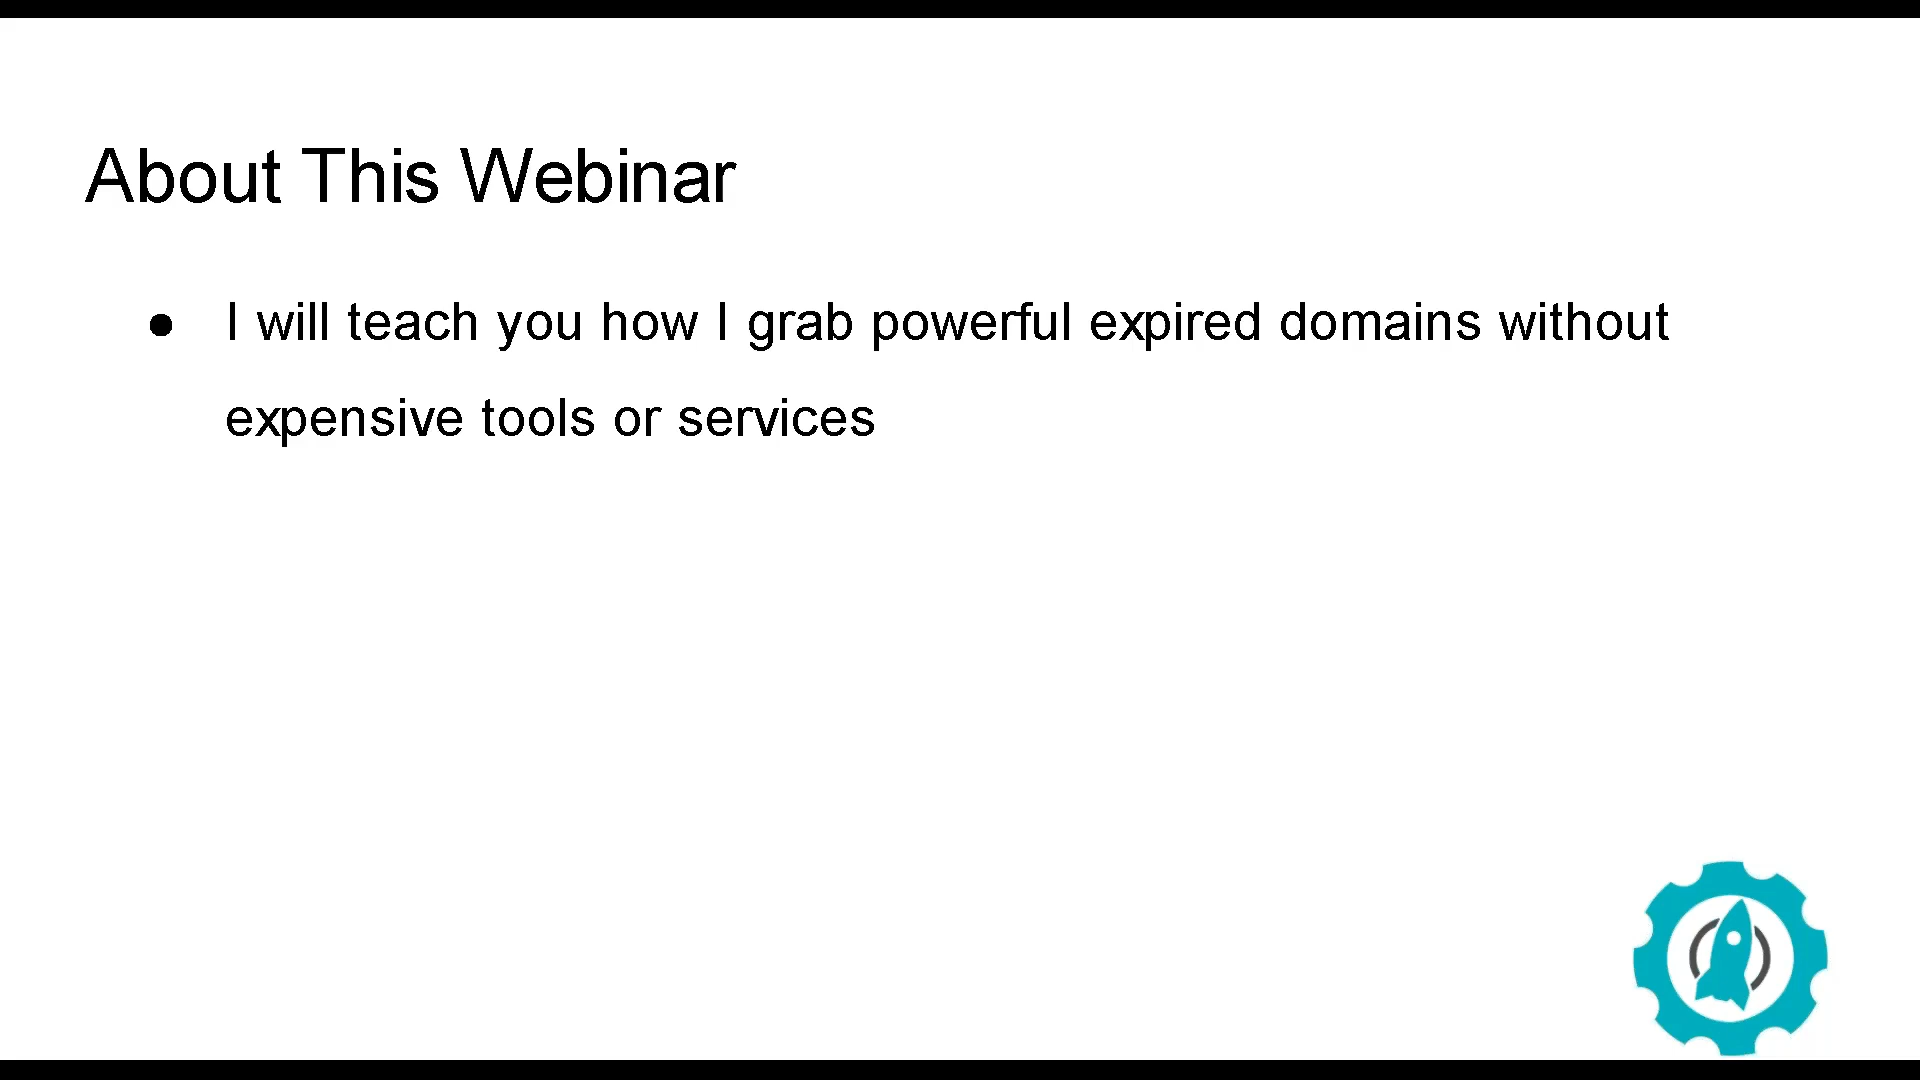 About This Webinar
● I will teach you how I grab powerful expired domains without
expensive tools or services